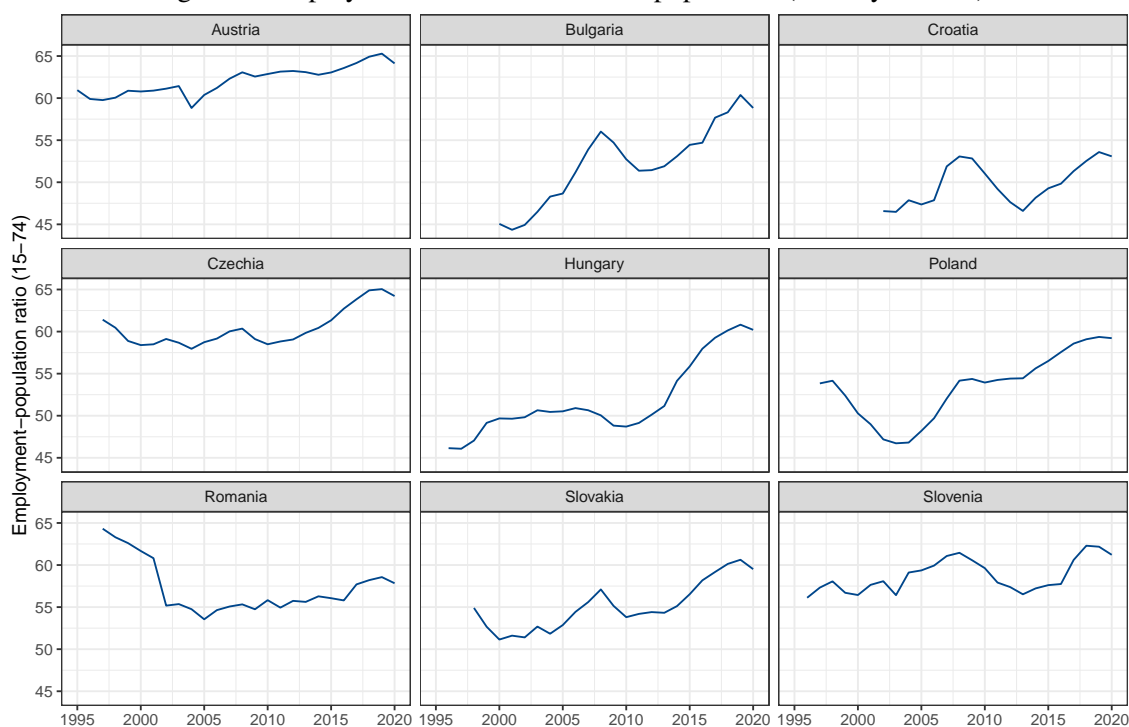 Austria
Bulgaria
Croatia
65
60
55
50
45
Czechia
Hungary
Poland
65
60
55
50
45
Romania
Slovakia
Slovenia
65
60
55
50
45
1995 2000 2005 2010 2015 2020
1995 2000 2005 2010 2015 2020
1995 2000 2005 2010 2015 2020
Employment−population ratio (15−74)